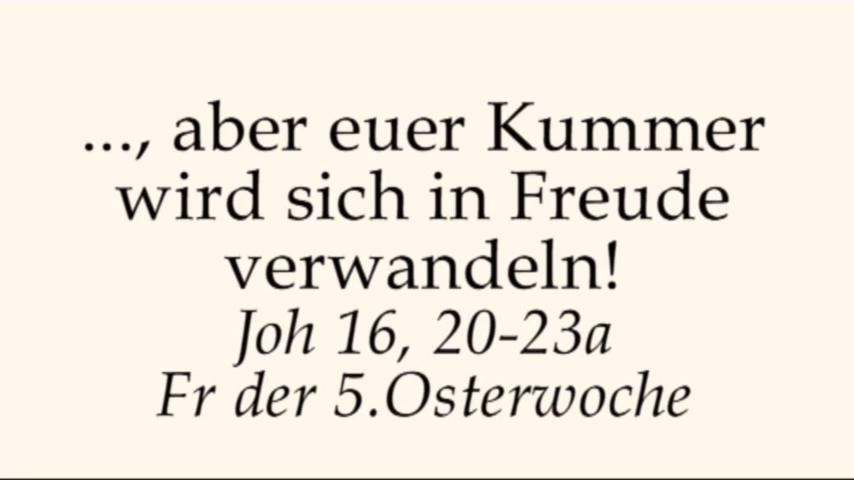 ..., aber euer Kummer
wird sich in Freude
verwandeln!
Joh 16, 20-23a
Fr der 5.Osterwoche